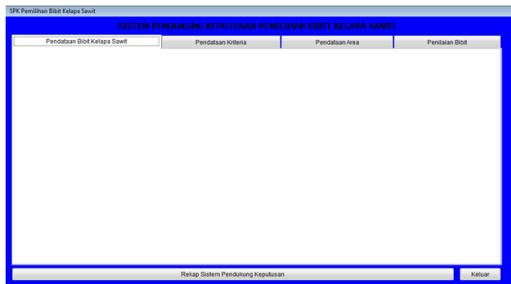 SPK Pemilihan Bibit Kelapa Sawit
SISTEM PENDUKUNG KEPUTUSAN PEMILIHAN BIBIT KELAPA SAWIT
Pendataan Bibit Kelapa Sawit
Pendataan Kriteria
Pendataan Area
Penilaian Bibit
Rekap Sistem Pendukung Keputusan
Keluar